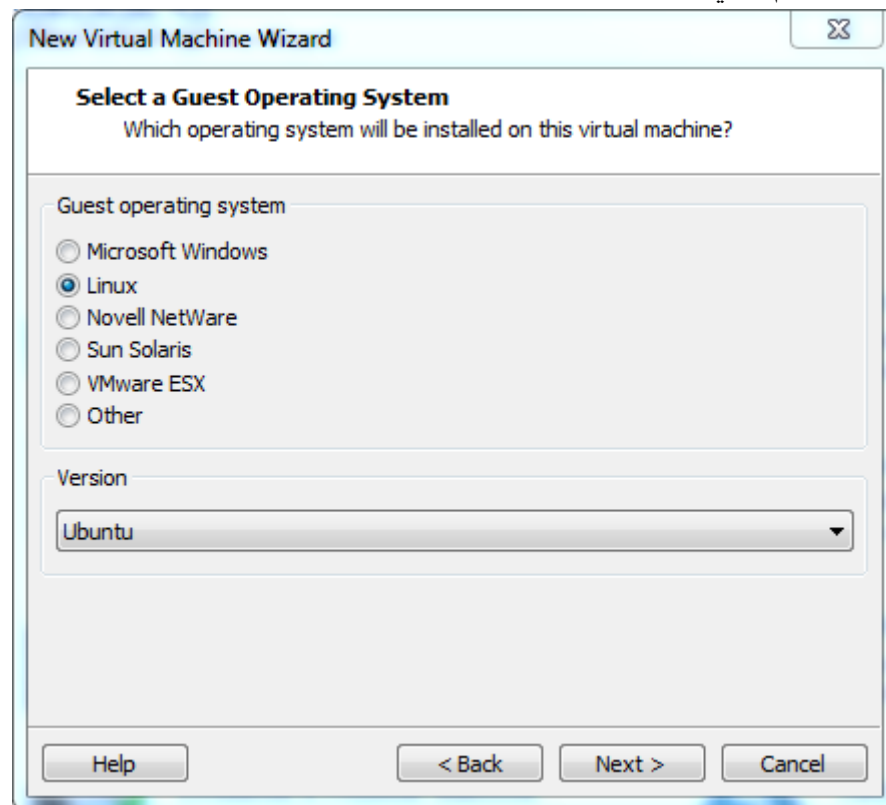 New Virtual Machine Wizard
Select a Guest Operating System
Which operating system will be installed on this virtual machine?
Guest operating system
Microsoft Windows
Linux
Novell NetWare
Sun Solaris
VMware ESX
Other
Version
Ubuntu
Help
< Back
Next >
Cancel